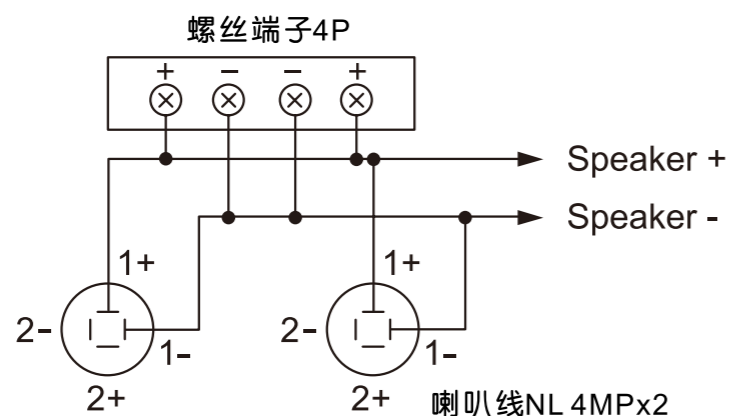 螺丝端子4P
+ − − +
Speaker +
Speaker -
1+ 1+
2- 1- 2- 1-
2+ 2+
喇叭线NL 4MPx2